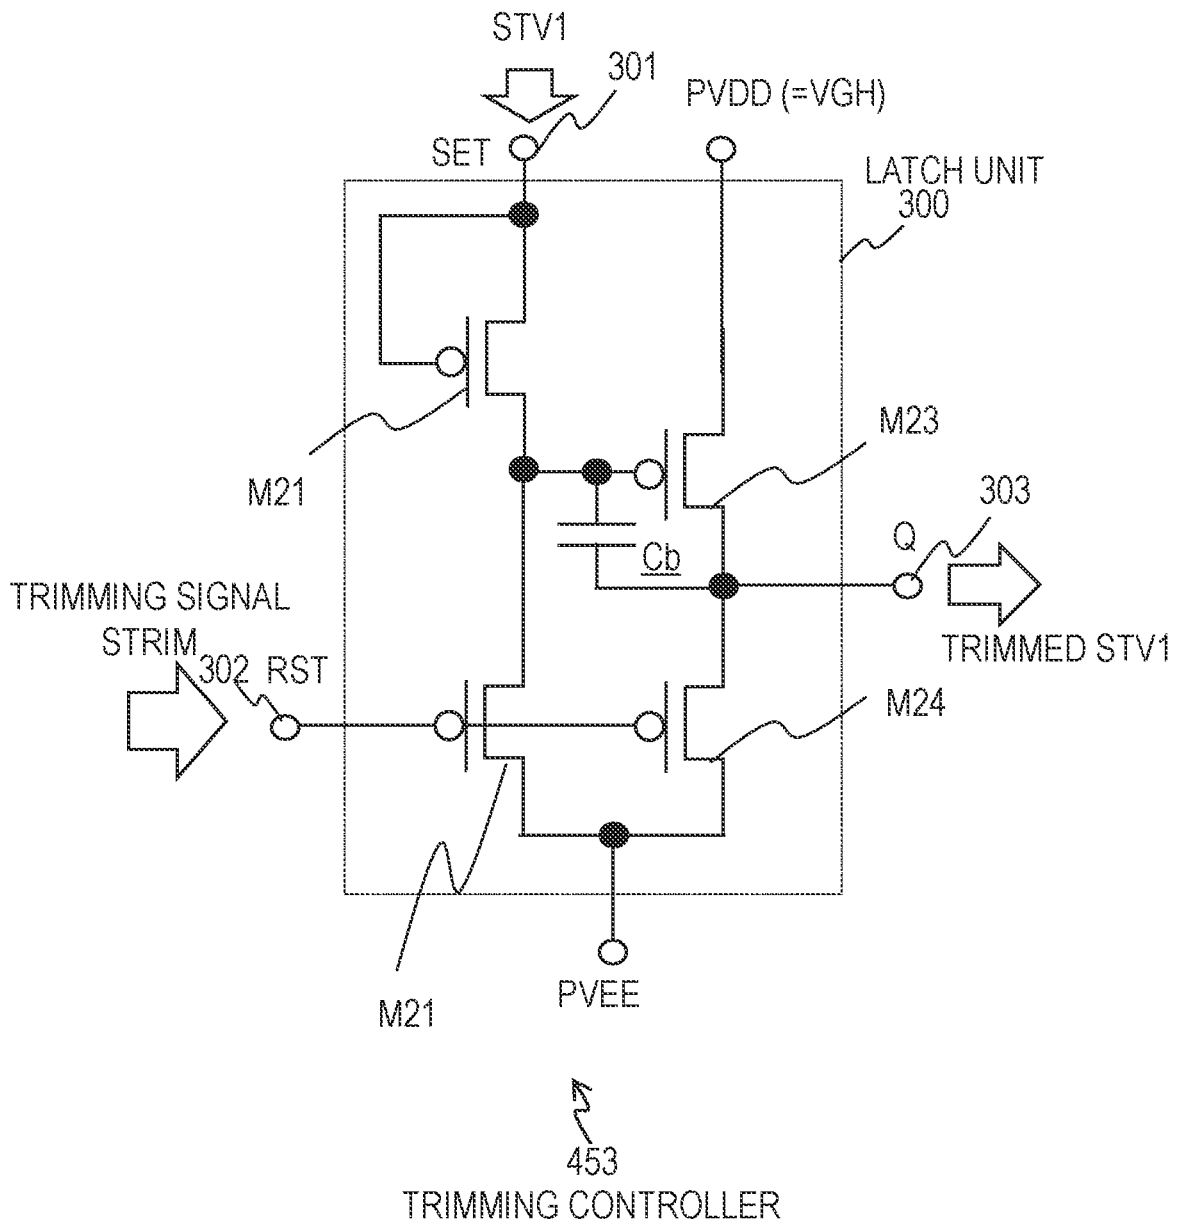 STV1
301
PVDD (=VGH)
SET
LATCH UNIT
300
M21
M23
303
Q
Cb
TRIMMING SIGNAL
STRIM
302 RST
TRIMMED STV1
M24
M21
PVEE
453
TRIMMING CONTROLLER